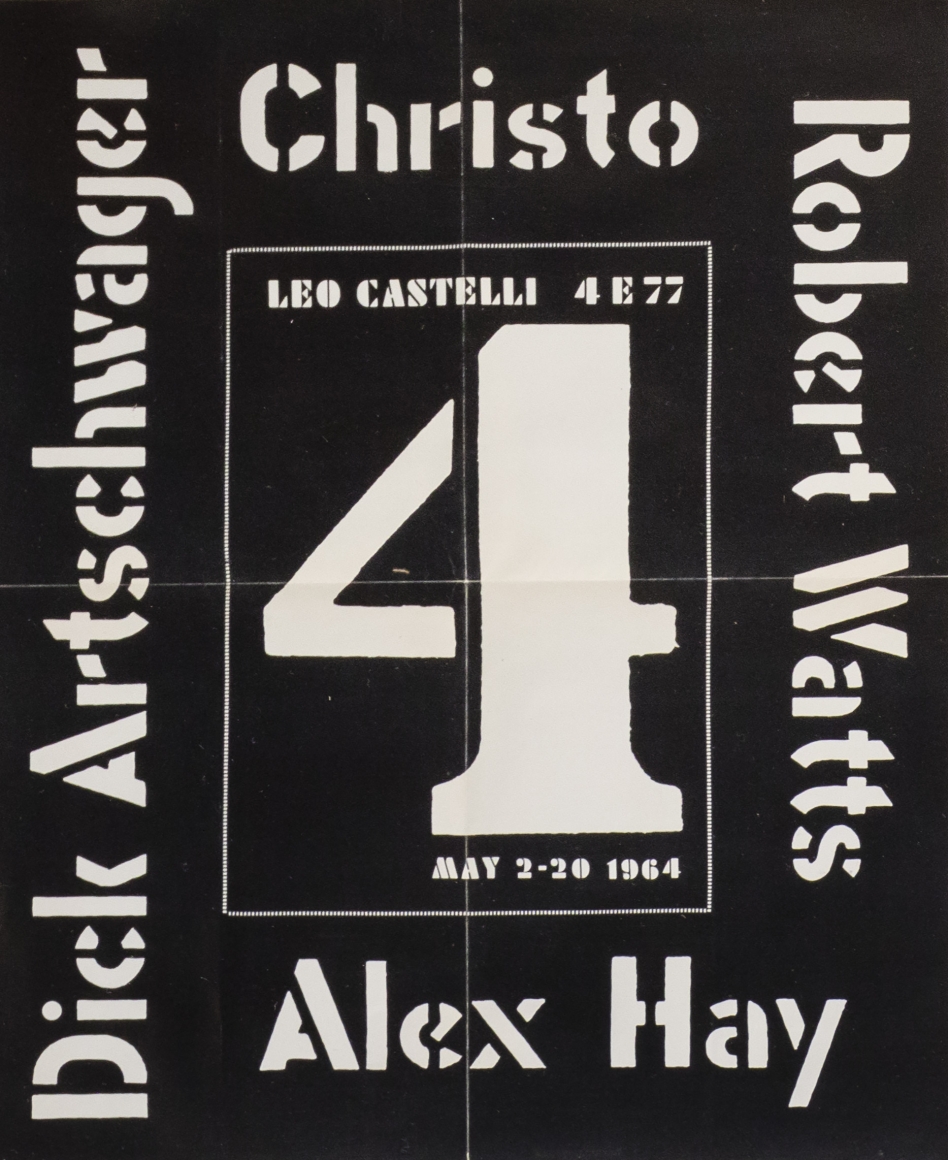 Christo
Dick Artschwager
Robert Watts
LEO CASTELLI 4 E 77
4
MAY 2-20 1964
Alex Hay